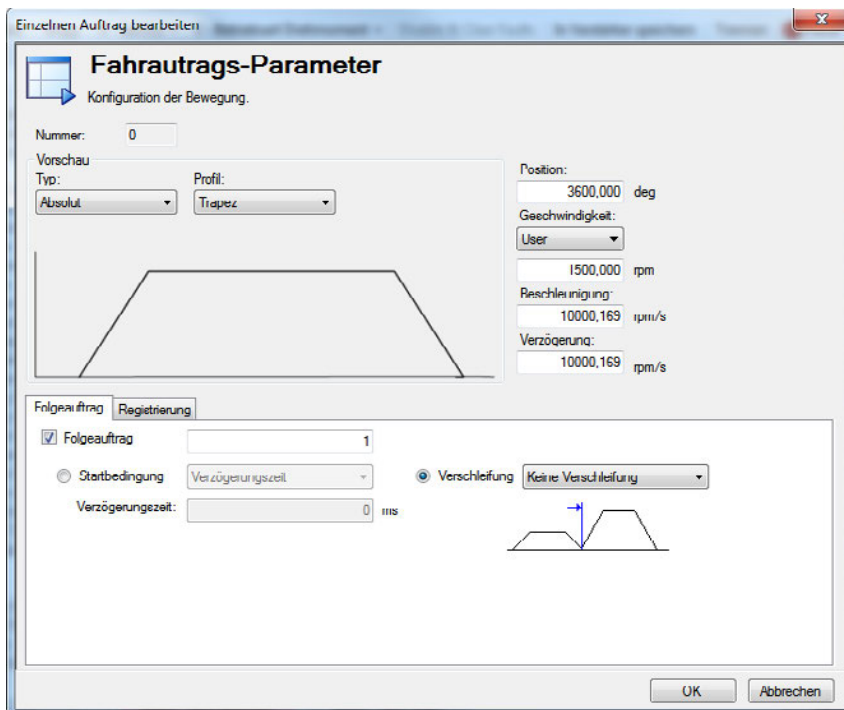 Einzelnen Auftrag bearbeiten
Fahrautrags-Parameter
Konfiguration der Bewegung.
Nummer: 0
Vorschau
Typ: Profil:
Absolut Trapez
Position:
3600,000 deg
Geschwindigkeit:
User
1500,000 rpm
Beschleunigung:
10000,169 rpm/s
Verzögerung:
10000,169 rpm/s
Folgeauftrag Registrierung
Folgeauftrag 1
Startbedingung Verzögerungszeit Verschleifung Keine Verschleifung
Verzögerungszeit: 0 ms
OK Abbrechen